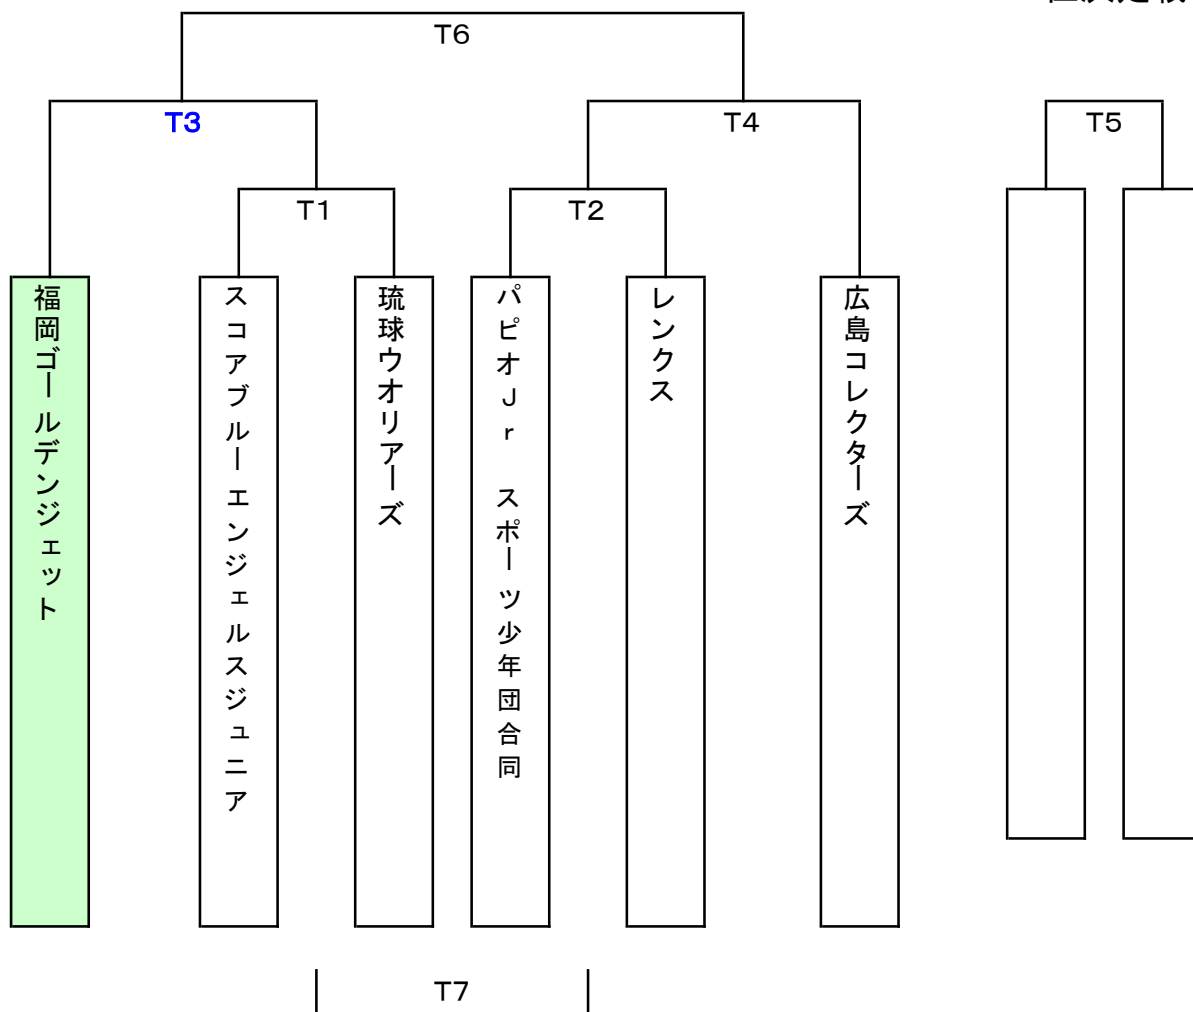 T6
T3
T4
T5
T1
T2
福岡ゴールデンジェット
スコアブルーエンジェルスジュニア
琉球ウオリアーズ
パピオJr スポーツ少年団合同
レンクス
広島コレクターズ
T7